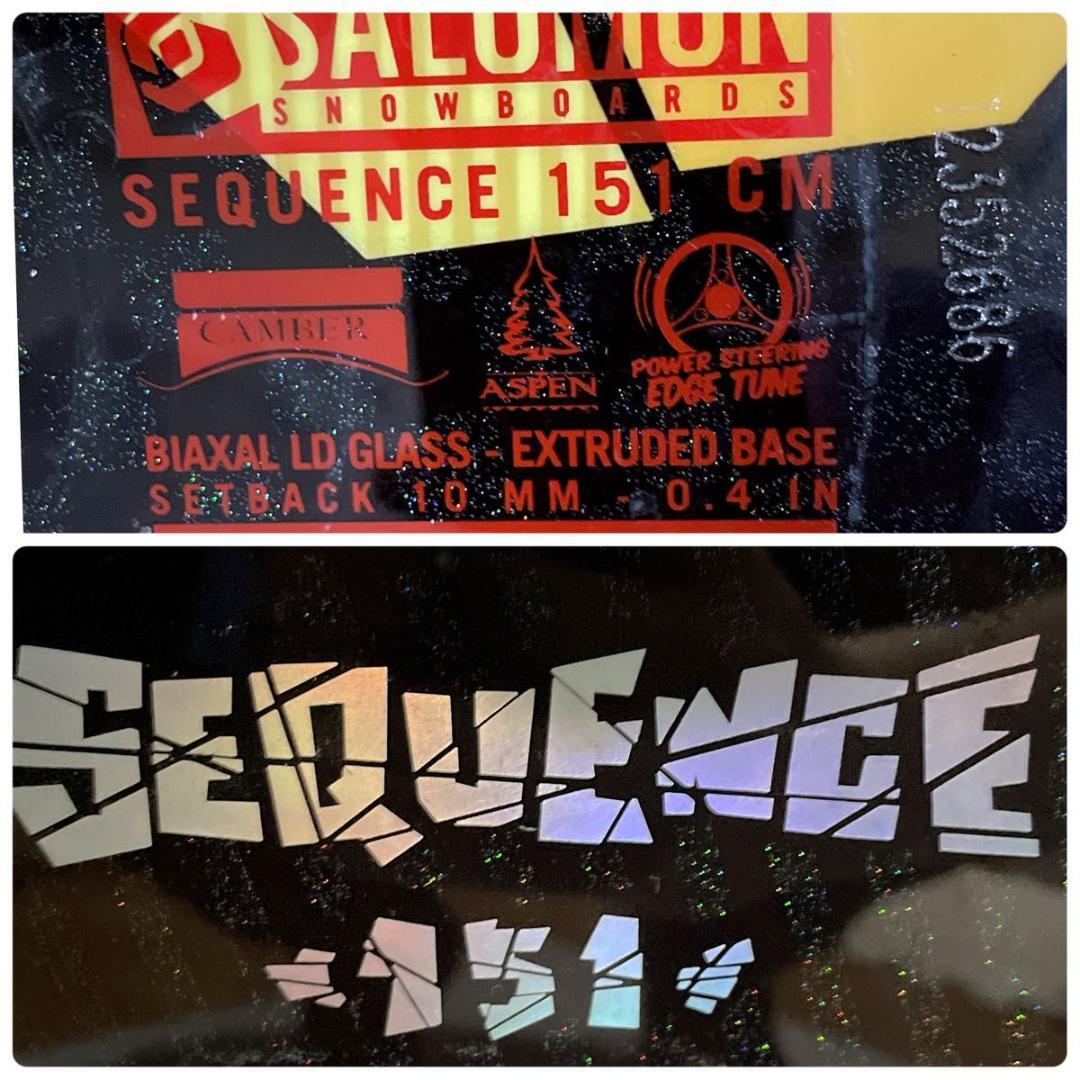 SALOMON
SNOWBOARDS
SEQUENCE 151 CM
CAMBER
ASPEN
POWER STEERING
EDGE TUNE
BIAXAL LD GLASS - EXTRUDED BASE
SETBACK 10 MM - 0.4 IN
2352686
SEQUENCE
151